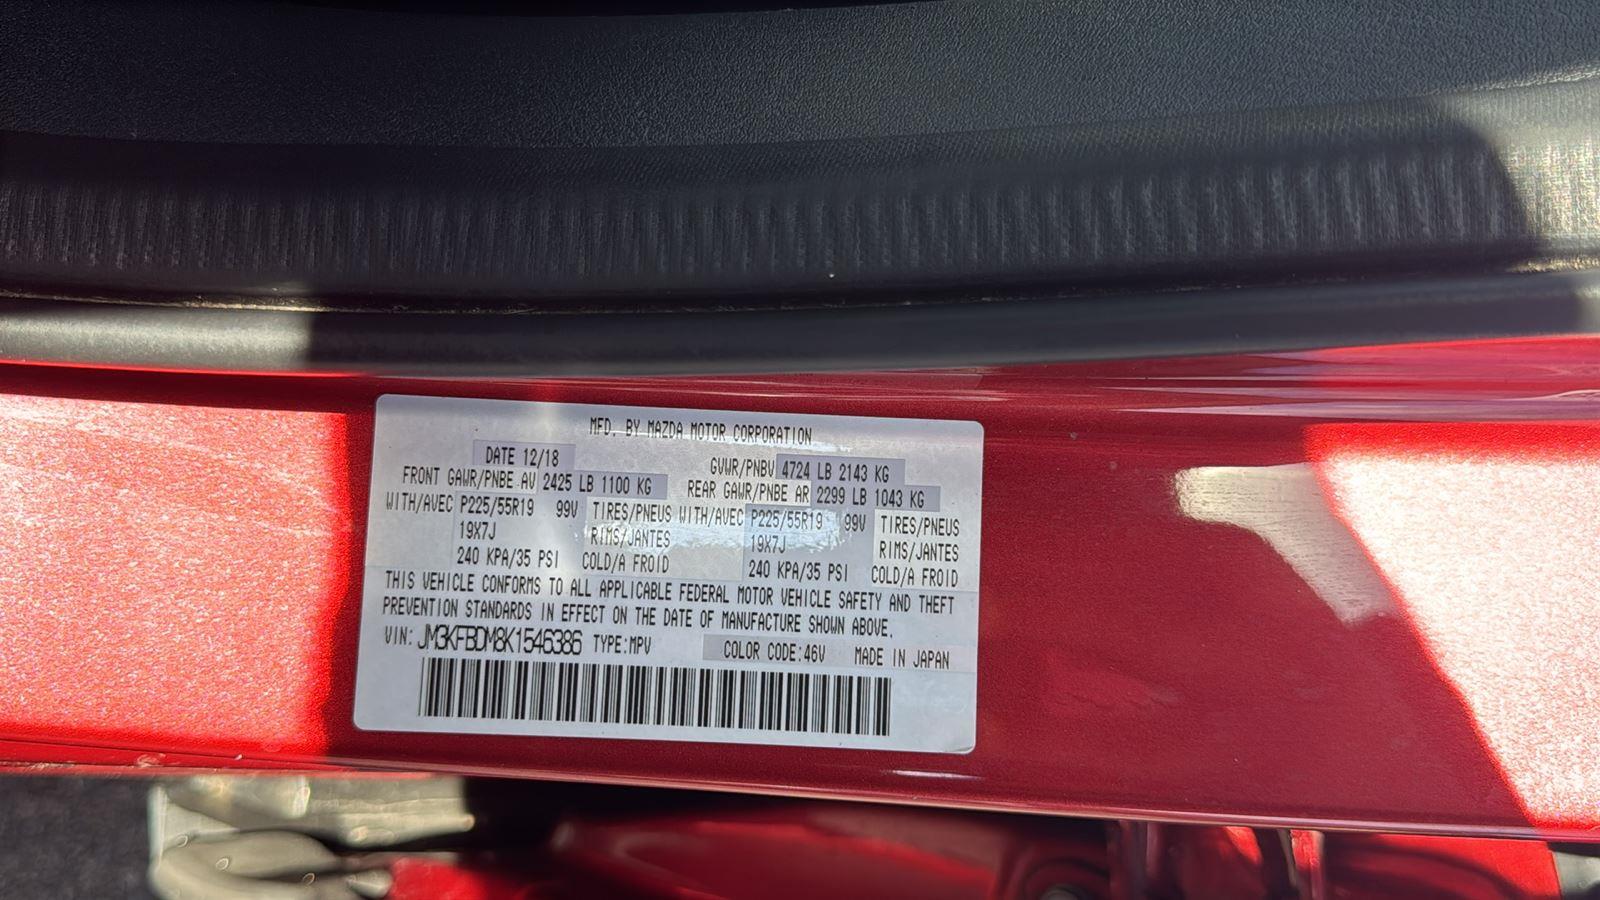 MFD. BY MAZDA MOTOR CORPORATION
DATE 12/18 GVWR/PNBV 4724 LB 2143 KG
FRONT GAWR/PNBE AV 2425 LB 1100 KG REAR GAWR/PNBE AR 2299 LB 1043 KG
WITH/AVEC P225/55R19 99V TIRES/PNEUS WITH/AVEC P225/55R19 99V TIRES/PNEUS
19X7J RIMS/JANTES 19X7J RIMS/JANTES
240 KPA/35 PSI COLD/A FROID 240 KPA/35 PSI COLD/A FROID
THIS VEHICLE CONFORMS TO ALL APPLICABLE FEDERAL MOTOR VEHICLE SAFETY AND THEFT
PREVENTION STANDARDS IN EFFECT ON THE DATE OF MANUFACTURE SHOWN ABOVE.
VIN: JM3KFBDM8K1546386 TYPE:MPV COLOR CODE:46V MADE IN JAPAN